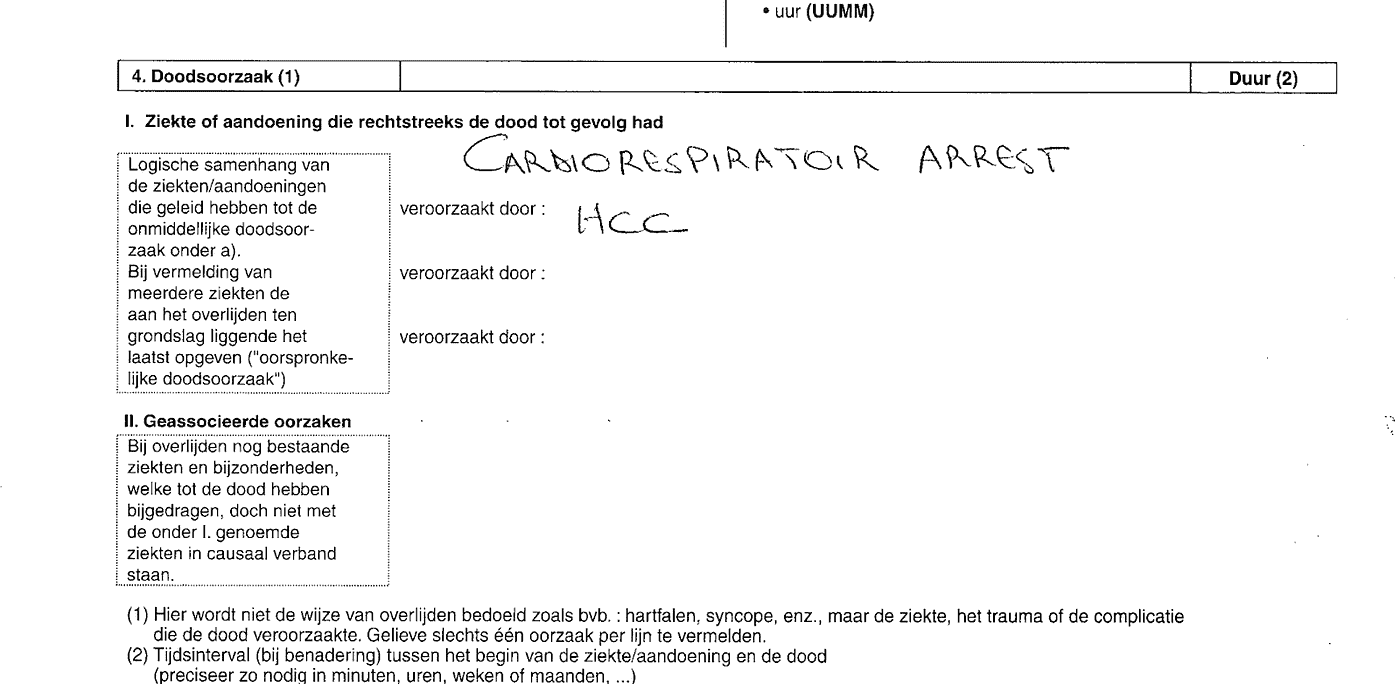 • uur (UUMM)
4. Doodsoorzaak (1) Duur (2)
I. Ziekte of aandoening die rechtstreeks de dood tot gevolg had
CARDIORESPIRATOIR ARREST
Logische samenhang van
de ziekten/aandoeningen
die geleid hebben tot de
onmiddellijke doodsoor-
zaak onder a).
Bij vermelding van
meerdere ziekten de
aan het overlijden ten
grondslag liggende het
laatst opgeven ("oorspronke-
lijke doodsoorzaak")
veroorzaakt door : HCC
veroorzaakt door :
veroorzaakt door :
II. Geassocieerde oorzaken
Bij overlijden nog bestaande
ziekten en bijzonderheden,
welke tot de dood hebben
bijgedragen, doch niet met
de onder I. genoemde
ziekten in causaal verband
staan.
(1) Hier wordt niet de wijze van overlijden bedoeld zoals bvb. : hartfalen, syncope, enz., maar de ziekte, het trauma of de complicatie
die de dood veroorzaakte. Gelieve slechts één oorzaak per lijn te vermelden.
(2) Tijdsinterval (bij benadering) tussen het begin van de ziekte/aandoening en de dood
(preciseer zo nodig in minuten, uren, weken of maanden, ...)